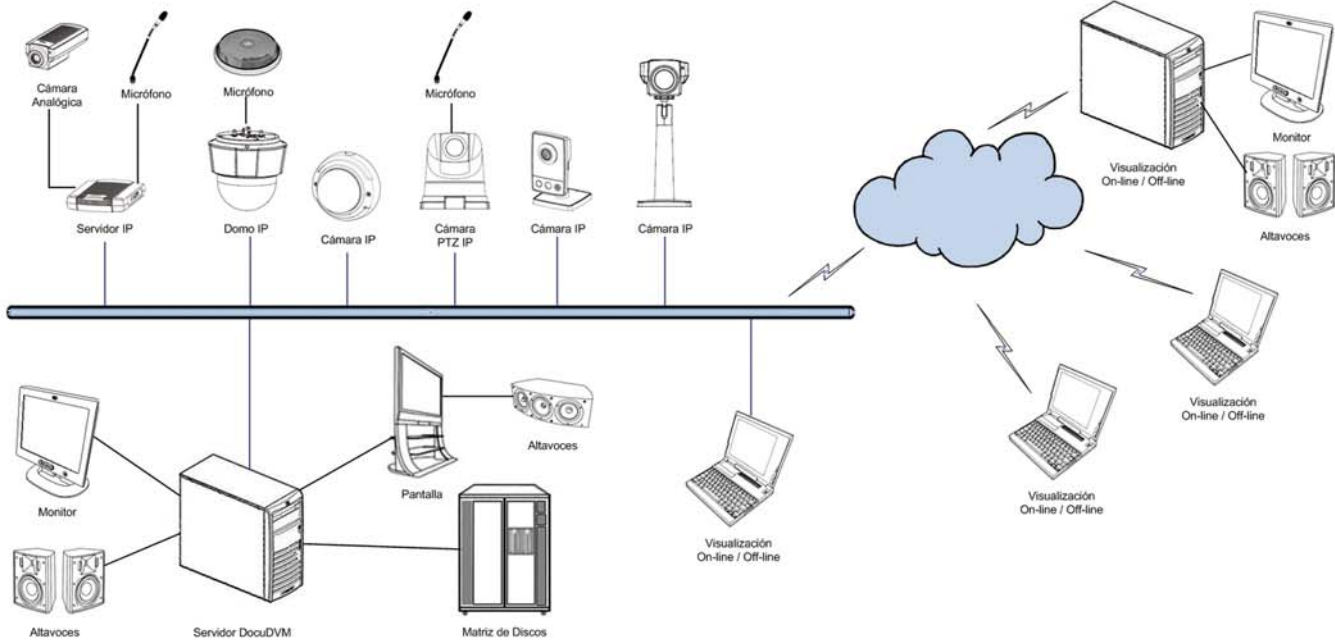 Cámara
Analógica
Micrófono
Micrófono
Micrófono
Servidor IP
Domo IP
Cámara IP
Cámara
PTZ IP
Cámara IP
Cámara IP
Visualización
On-line / Off-line
Monitor
Altavoces
Visualización
On-line / Off-line
Visualización
On-line / Off-line
Visualización
On-line / Off-line
Monitor
Pantalla
Altavoces
Altavoces
Servidor DocuDVM
Matriz de Discos